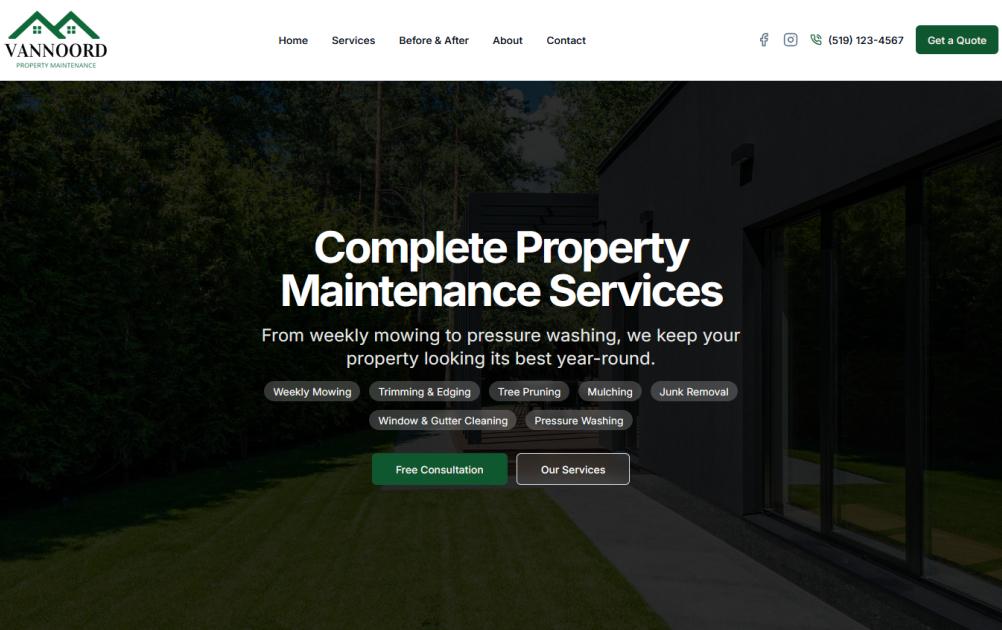 VANNOORD
PROPERTY MAINTENANCE
Home Services Before & After About Contact
(519) 123-4567 Get a Quote
Complete Property
Maintenance Services
From weekly mowing to pressure washing, we keep your
property looking its best year-round.
Weekly Mowing Trimming & Edging Tree Pruning Mulching Junk Removal
Window & Gutter Cleaning Pressure Washing
Free Consultation Our Services